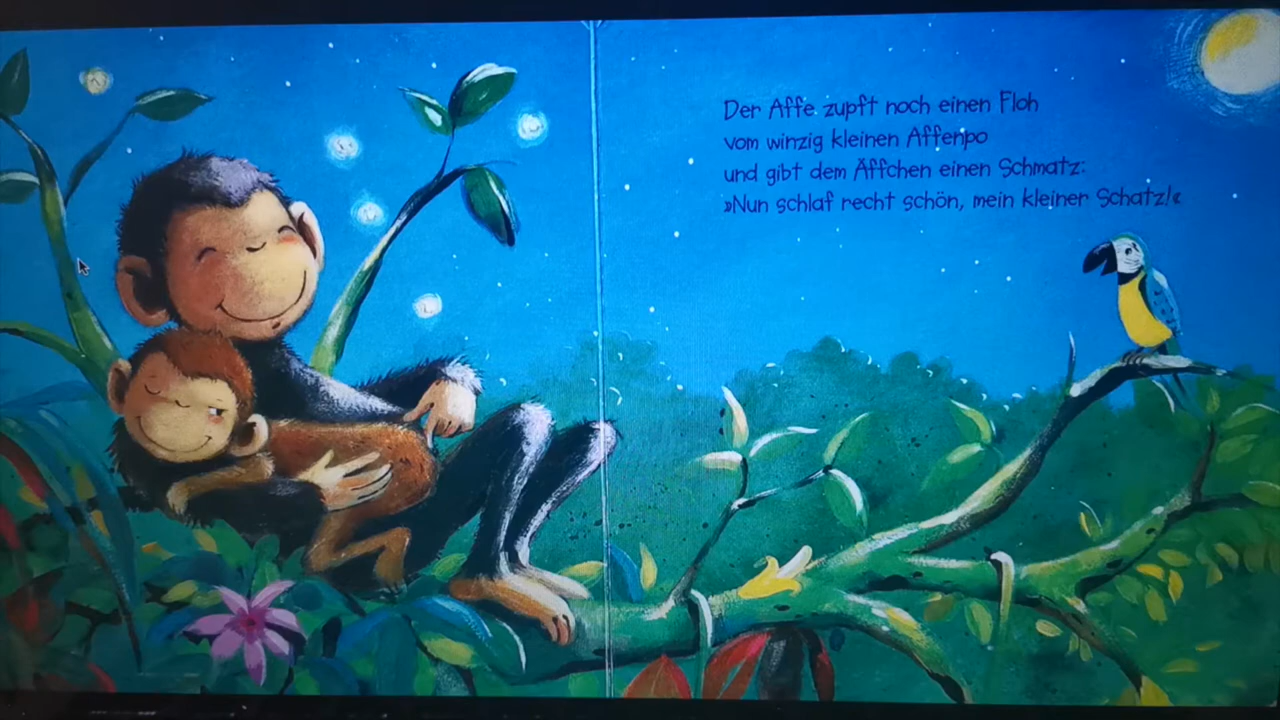 Der Affe zupft noch einen Floh
vom winzig kleinen Affenpo
und gibt dem Äffchen einen Schmatz:
»Nun schlaf recht schön, mein kleiner Schatz!«